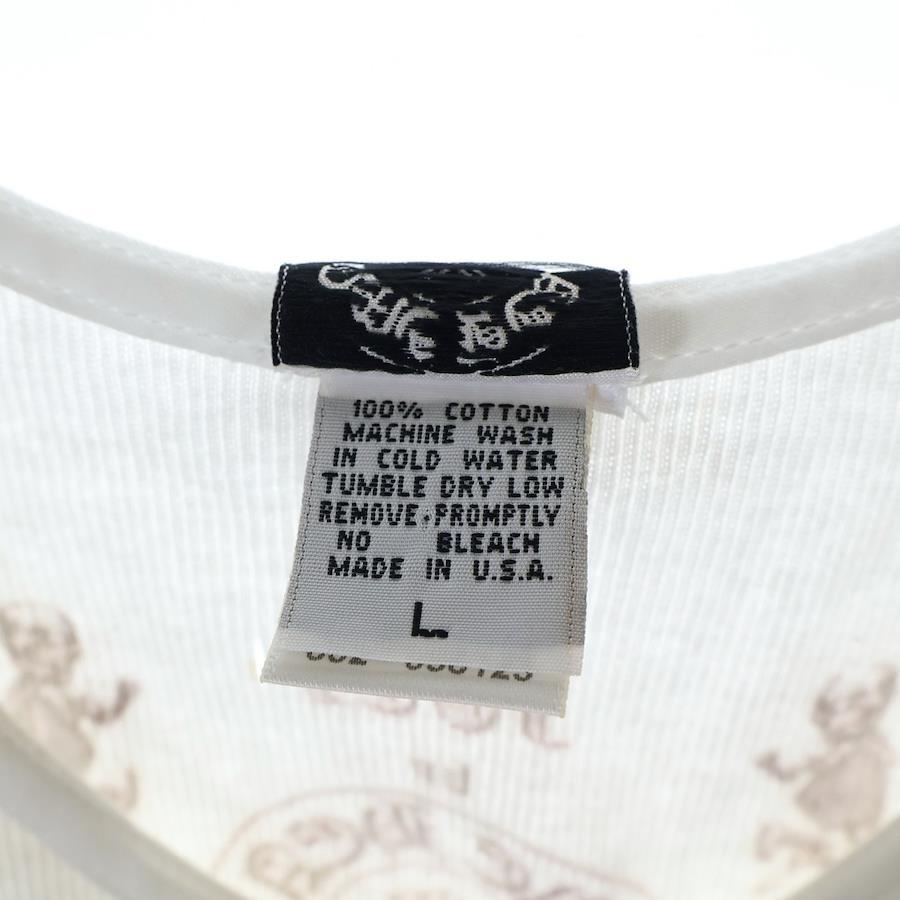 100% COTTON
MACHINE WASH
IN COLD WATER
TUMBLE DRY LOW
REMOVE PROMPTLY
NO BLEACH
MADE IN U.S.A.
L